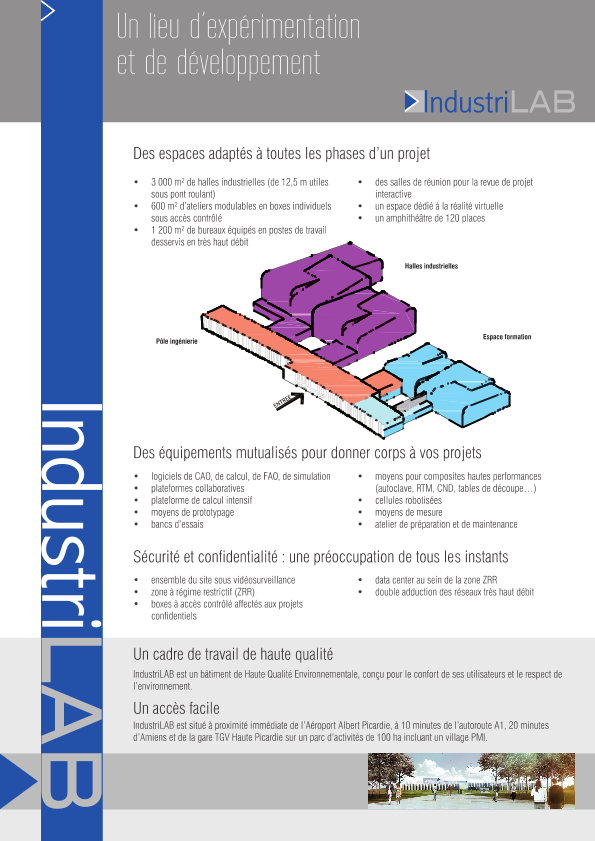 Un lieu d'expérimentation
et de développement
IndustriLAB
Des espaces adaptés à toutes les phases d'un projet
• 3 000 m² de halles industrielles (de 12,5 m utiles
sous pont roulant)
• 600 m² d'ateliers modulables en boxes individuels
sous accès contrôlé
• 1 200 m² de bureaux équipés en postes de travail
desservis en très haut débit
• des salles de réunion pour la revue de projet
interactive
• un espace dédié à la réalité virtuelle
• un amphithéâtre de 120 places
Halles industrielles
Pôle ingénierie
Espace formation
ENTRÉE
Des équipements mutualisés pour donner corps à vos projets
• logiciels de CAO, de calcul, de FAO, de simulation
• plateformes collaboratives
• plateforme de calcul intensif
• moyens de prototypage
• bancs d'essais
• moyens pour composites hautes performances
(autoclave, RTM, CND, tables de découpe…)
• cellules robotisées
• moyens de mesure
• atelier de préparation et de maintenance
Sécurité et confidentialité : une préoccupation de tous les instants
• ensemble du site sous vidéosurveillance
• zone à régime restrictif (ZRR)
• boxes à accès contrôlé affectés aux projets
confidentiels
• data center au sein de la zone ZRR
• double adduction des réseaux très haut débit
IndustriLAB
Un cadre de travail de haute qualité
IndustriLAB est un bâtiment de Haute Qualité Environnementale, conçu pour le confort de ses utilisateurs et le respect de
l'environnement.
Un accès facile
IndustriLAB est situé à proximité immédiate de l'Aéroport Albert Picardie, à 10 minutes de l'autoroute A1, 20 minutes
d'Amiens et de la gare TGV Haute Picardie sur un parc d'activités de 100 ha incluant un village PMI.